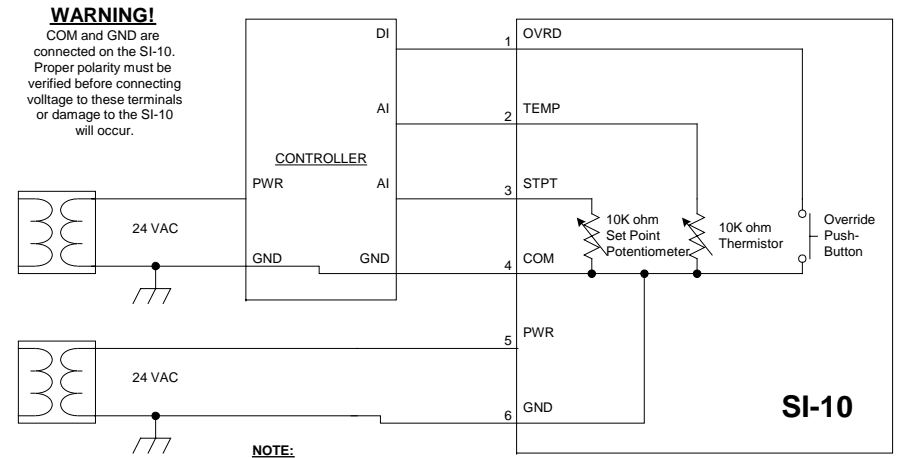 WARNING!
COM and GND are
connected on the SI-10.
Proper polarity must be
verified before connecting
volltage to these terminals
or damage to the SI-10
will occur.
DI
1
OVRD
AI
2
TEMP
CONTROLLER
PWR
AI
3
STPT
24 VAC
10K ohm
Set Point
Potentiometer
10K ohm
Thermistor
Override
Push-
Button
GND
GND
4
COM
5
PWR
24 VAC
6
GND
SI-10
NOTE: